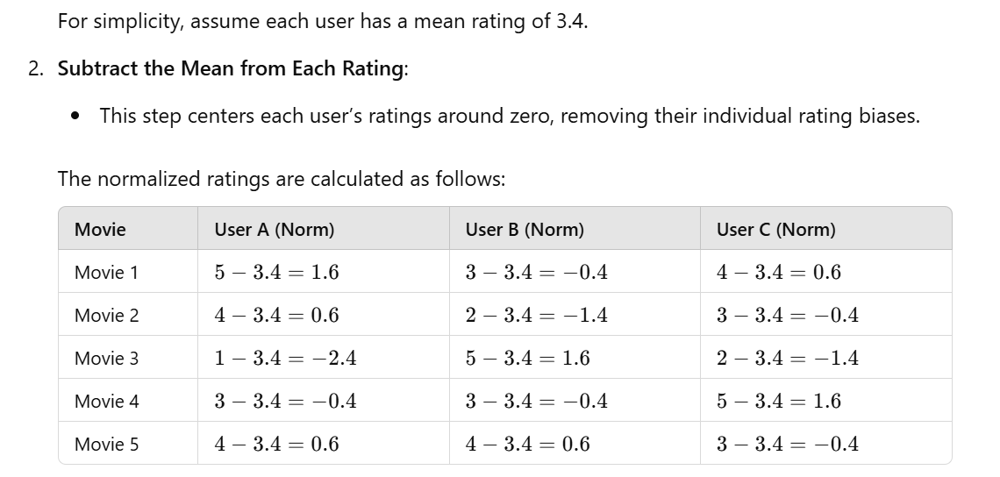 For simplicity, assume each user has a mean rating of 3.4.
2. Subtract the Mean from Each Rating:
• This step centers each user’s ratings around zero, removing their individual rating biases.
The normalized ratings are calculated as follows:
Movie User A (Norm) User B (Norm) User C (Norm)
Movie 1 5 − 3.4 = 1.6 3 − 3.4 = −0.4 4 − 3.4 = 0.6
Movie 2 4 − 3.4 = 0.6 2 − 3.4 = −1.4 3 − 3.4 = −0.4
Movie 3 1 − 3.4 = −2.4 5 − 3.4 = 1.6 2 − 3.4 = −1.4
Movie 4 3 − 3.4 = −0.4 3 − 3.4 = −0.4 5 − 3.4 = 1.6
Movie 5 4 − 3.4 = 0.6 4 − 3.4 = 0.6 3 − 3.4 = −0.4